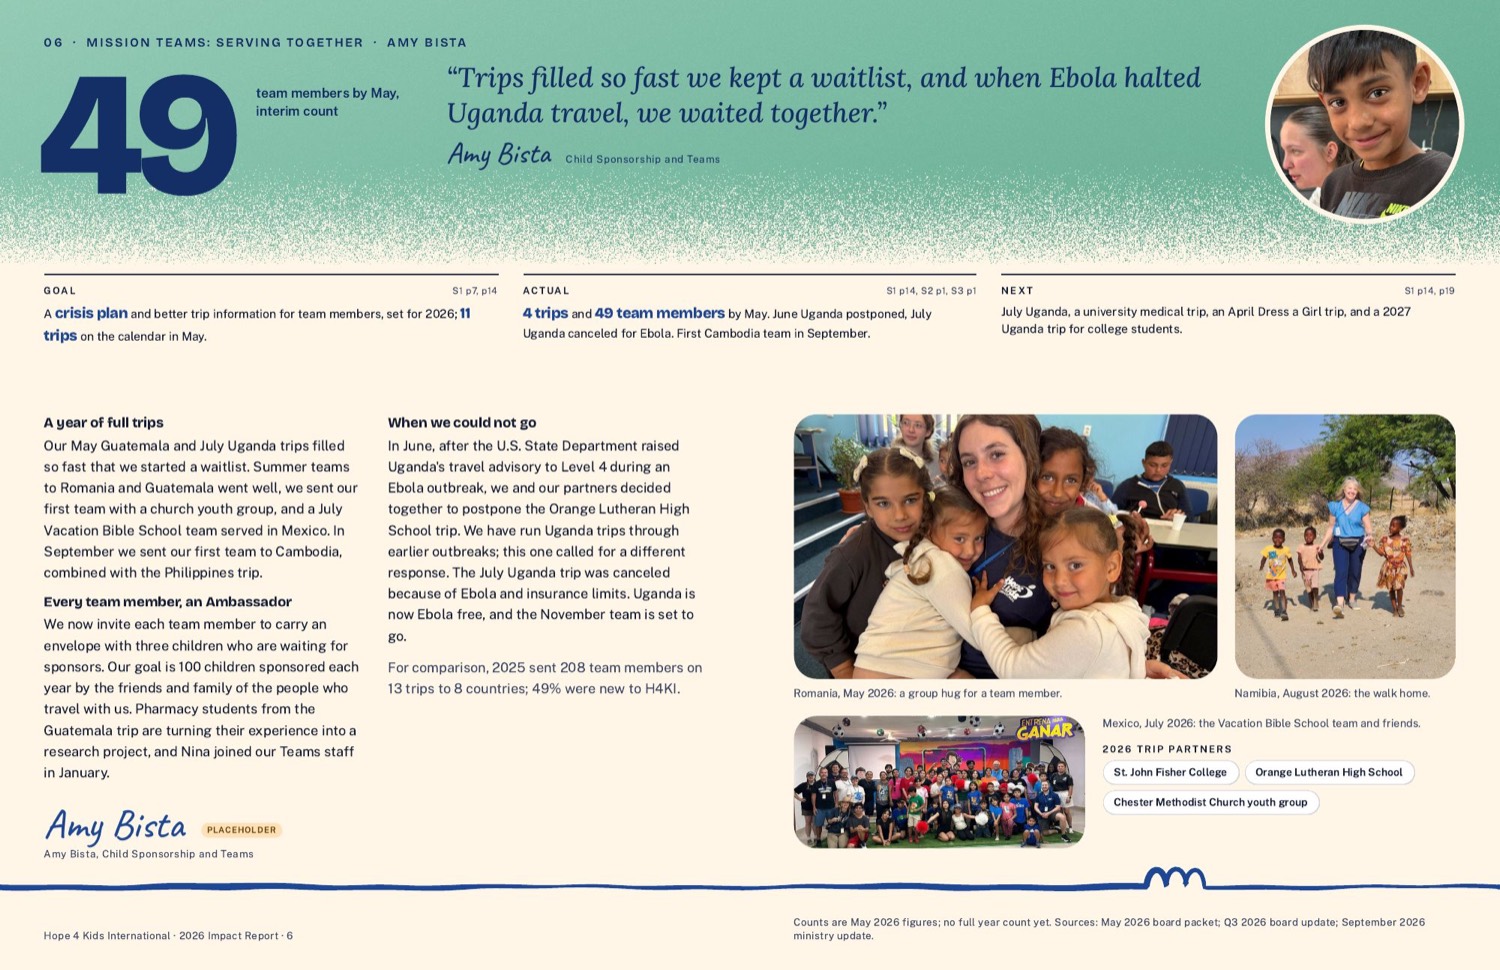 06 · MISSION TEAMS: SERVING TOGETHER · AMY BISTA
49
team members by May,
interim count
“Trips filled so fast we kept a waitlist, and when Ebola halted
Uganda travel, we waited together.”
Amy Bista Child Sponsorship and Teams
NIKE
GOAL S1 p7, p14
A crisis plan and better trip information for team members, set for 2026; 11
trips on the calendar in May.
ACTUAL S1 p14, S2 p1, S3 p1
4 trips and 49 team members by May. June Uganda postponed, July
Uganda canceled for Ebola. First Cambodia team in September.
NEXT S1 p14, p19
July Uganda, a university medical trip, an April Dress a Girl trip, and a 2027
Uganda trip for college students.
A year of full trips
Our May Guatemala and July Uganda trips filled
so fast that we started a waitlist. Summer teams
to Romania and Guatemala went well, we sent our
first team with a church youth group, and a July
Vacation Bible School team served in Mexico. In
September we sent our first team to Cambodia,
combined with the Philippines trip.
Every team member, an Ambassador
We now invite each team member to carry an
envelope with three children who are waiting for
sponsors. Our goal is 100 children sponsored each
year by the friends and family of the people who
travel with us. Pharmacy students from the
Guatemala trip are turning their experience into a
research project, and Nina joined our Teams staff
in January.
Amy Bista PLACEHOLDER
Amy Bista, Child Sponsorship and Teams
When we could not go
In June, after the U.S. State Department raised
Uganda's travel advisory to Level 4 during an
Ebola outbreak, we and our partners decided
together to postpone the Orange Lutheran High
School trip. We have run Uganda trips through
earlier outbreaks; this one called for a different
response. The July Uganda trip was canceled
because of Ebola and insurance limits. Uganda is
now Ebola free, and the November team is set to
go.
For comparison, 2025 sent 208 team members on
13 trips to 8 countries; 49% were new to H4KI.
Romania, May 2026: a group hug for a team member.
Namibia, August 2026: the walk home.
ENTRENA PARA
GANAR
Mexico, July 2026: the Vacation Bible School team and friends.
2026 TRIP PARTNERS
St. John Fisher College
Orange Lutheran High School
Chester Methodist Church youth group
Hope 4 Kids International · 2026 Impact Report · 6
Counts are May 2026 figures; no full year count yet. Sources: May 2026 board packet; Q3 2026 board update; September 2026
ministry update.